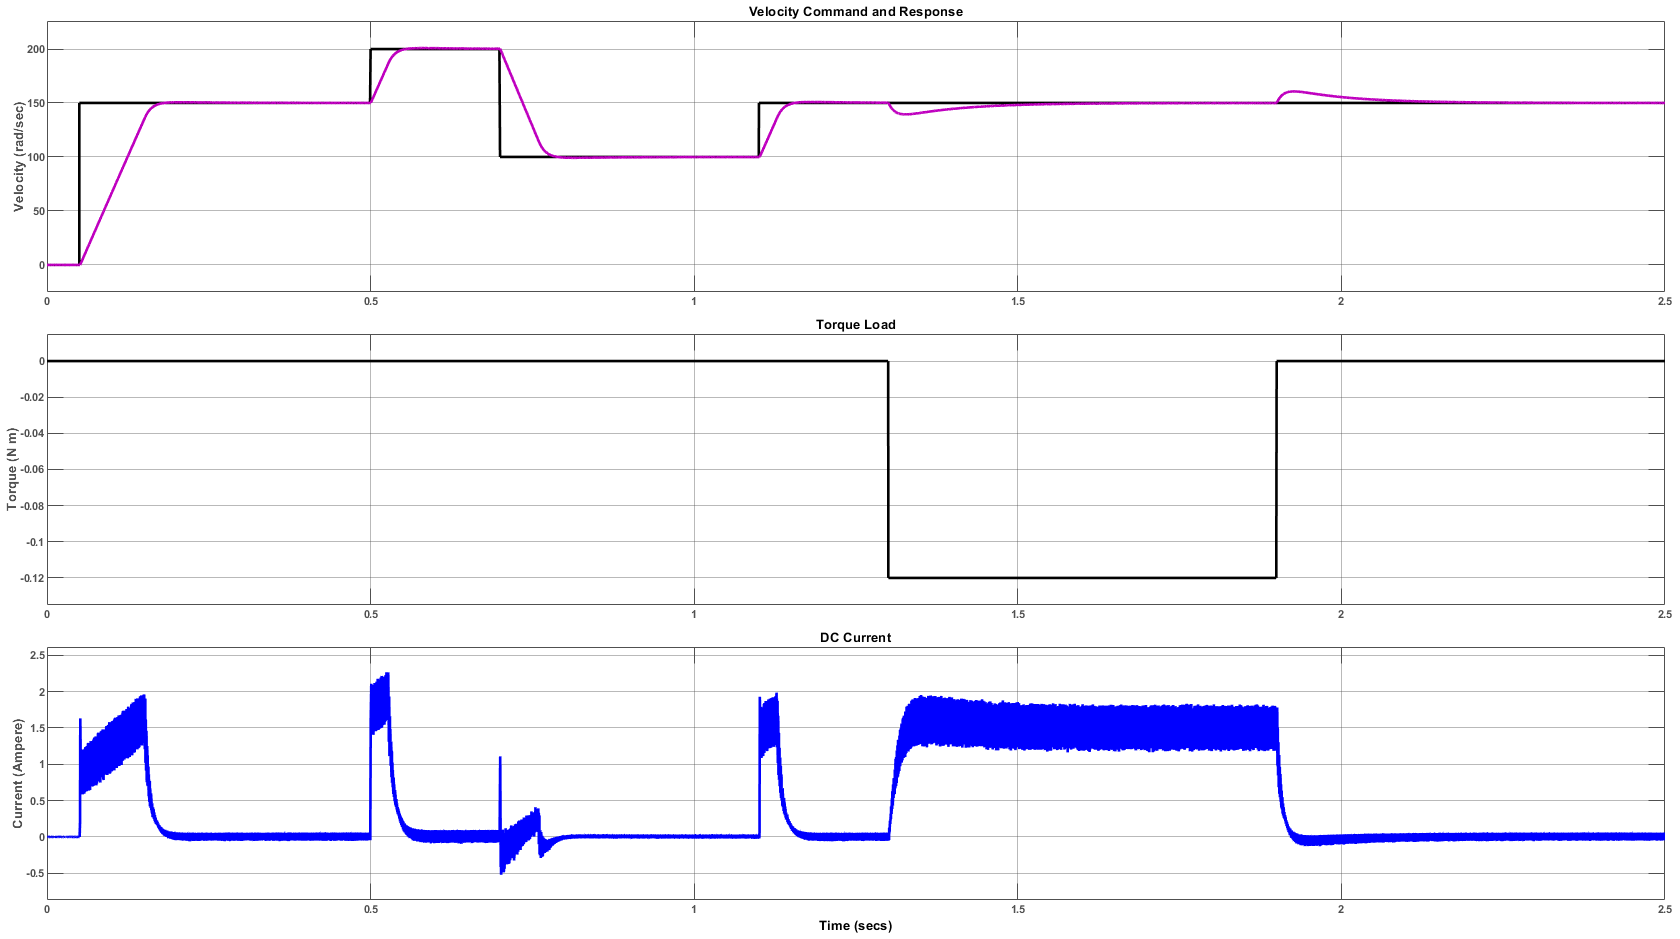 Velocity Command and Response
Velocity (rad/sec)
200
150
100
50
0
0 0.5 1 1.5 2 2.5
Torque Load
Torque (N m)
0
-0.02
-0.04
-0.06
-0.08
-0.1
-0.12
0 0.5 1 1.5 2 2.5
DC Current
Current (Ampere)
2.5
2
1.5
1
0.5
0
-0.5
0 0.5 1 1.5 2 2.5
Time (secs)